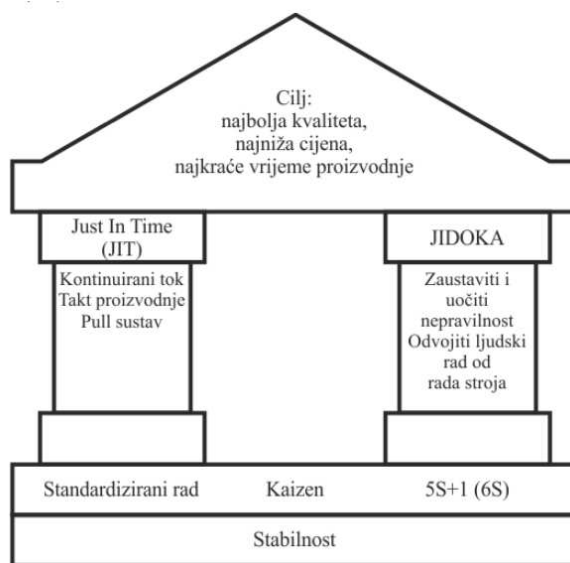 Cilj:
najbolja kvaliteta,
najniža cijena,
najkraće vrijeme proizvodnje
Just In Time
(JIT)
Kontinuirani tok
Takt proizvodnje
Pull sustav
JIDOKA
Zaustaviti i
uočiti
nepravilnost
Odvojiti ljudski
rad od
rada stroja
Standardizirani rad
Kaizen
5S+1 (6S)
Stabilnost